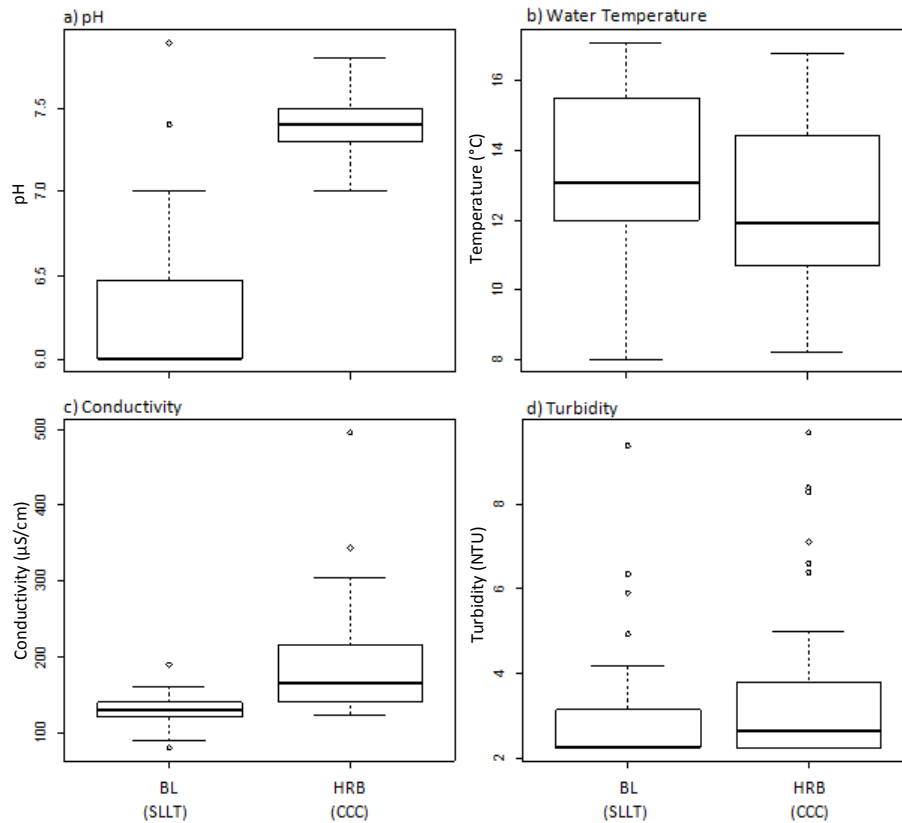 a) pH
b) Water Temperature
7.5
7.0
6.5
6.0
pH
16
14
12
10
8
Temperature (°C)
c) Conductivity
d) Turbidity
500
400
300
200
100
Conductivity (µS/cm)
8
6
4
2
Turbidity (NTU)
BL
(SLLT)
HRB
(CCC)
BL
(SLLT)
HRB
(CCC)